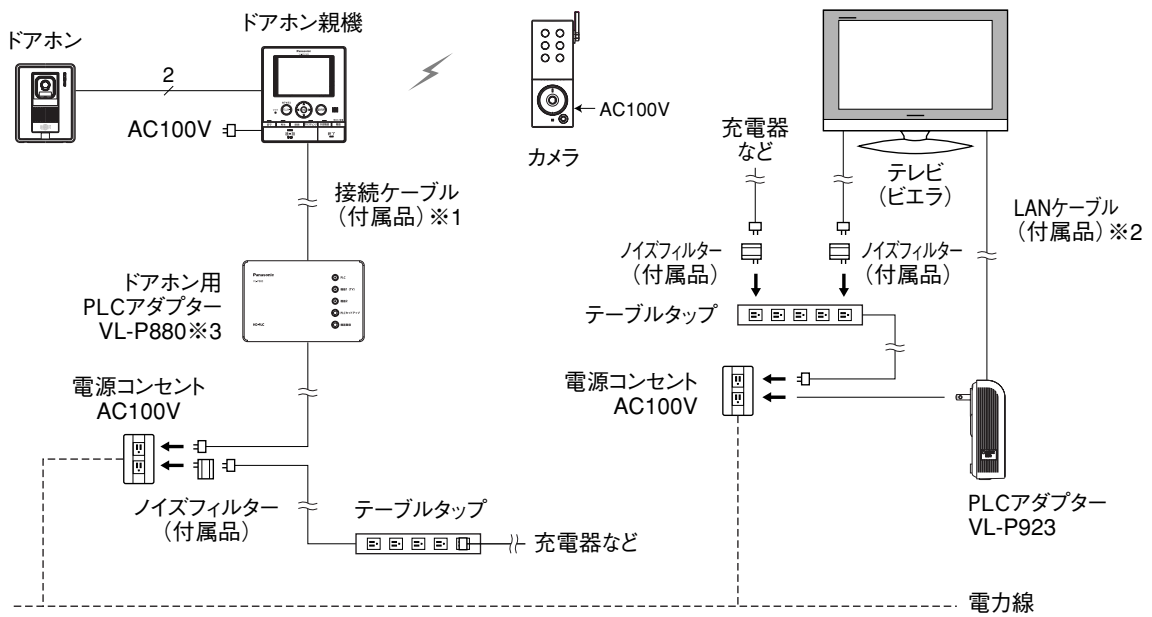 ドアホン
ドアホン親機
2
Panasonic
AC100V
AC100V
カメラ
充電器
など
テレビ
(ビエラ)
接続ケーブル
(付属品)※1
LANケーブル
(付属品)※2
ノイズフィルター
(付属品)
ノイズフィルター
(付属品)
ドアホン用
PLCアダプター
VL-P880※3
Panasonic
HD-PLC
PLC
テーブルタップ
電源コンセント
AC100V
電源コンセント
AC100V
ノイズフィルター
(付属品)
テーブルタップ
充電器など
PLCアダプター
VL-P923
電力線